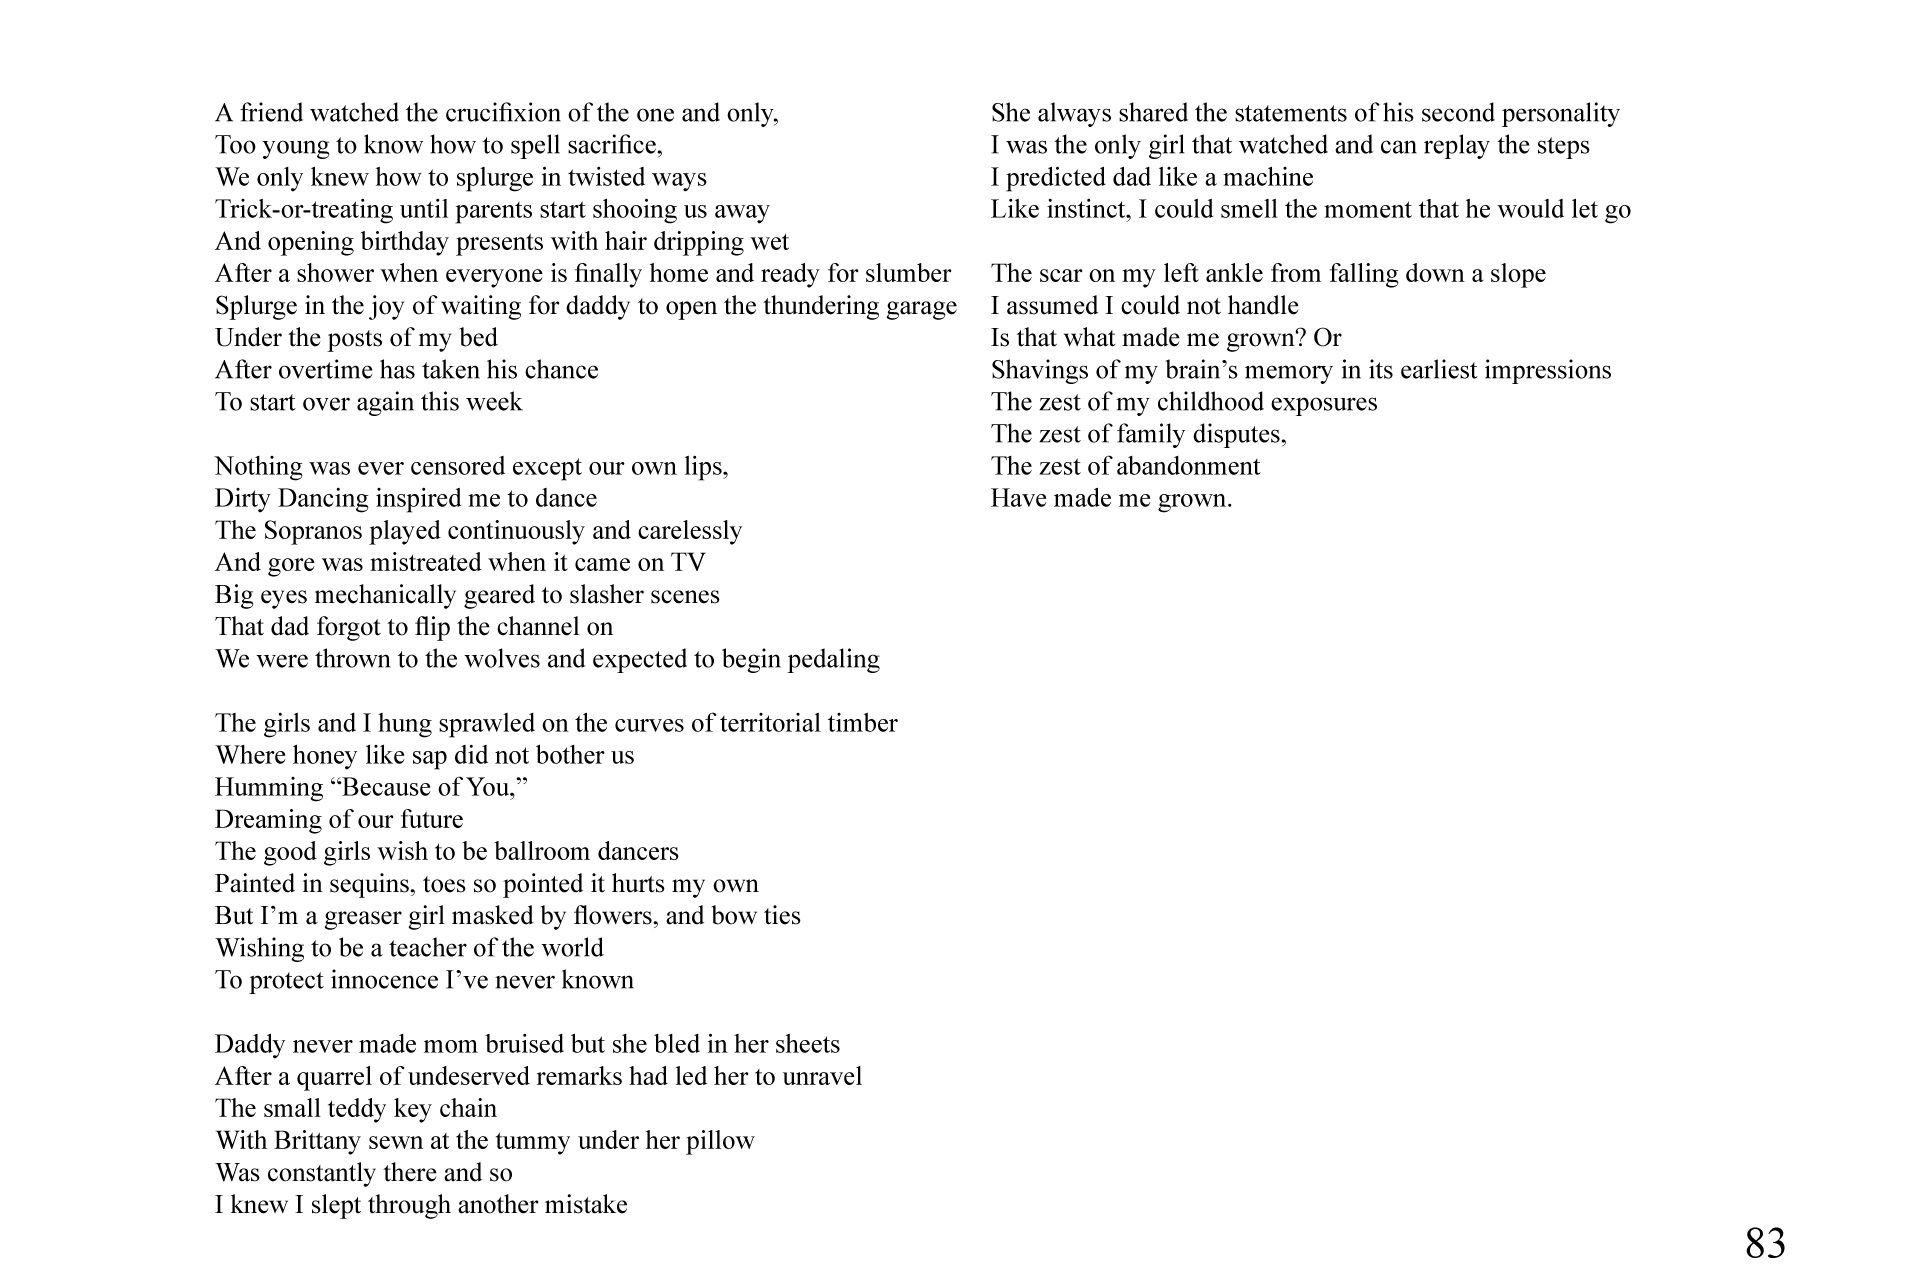 A friend watched the crucifixion of the one and only,
Too young to know how to spell sacrifice,
We only knew how to splurge in twisted ways
Trick-or-treating until parents start shooing us away
And opening birthday presents with hair dripping wet
After a shower when everyone is finally home and ready for slumber
Splurge in the joy of waiting for daddy to open the thundering garage
Under the posts of my bed
After overtime has taken his chance
To start over again this week

Nothing was ever censored except our own lips,
Dirty Dancing inspired me to dance
The Sopranos played continuously and carelessly
And gore was mistreated when it came on TV
Big eyes mechanically geared to slasher scenes
That dad forgot to flip the channel on
We were thrown to the wolves and expected to begin pedaling

The girls and I hung sprawled on the curves of territorial timber
Where honey like sap did not bother us
Humming “Because of You,”
Dreaming of our future
The good girls wish to be ballroom dancers
Painted in sequins, toes so pointed it hurts my own
But I’m a greaser girl masked by flowers, and bow ties
Wishing to be a teacher of the world
To protect innocence I’ve never known

Daddy never made mom bruised but she bled in her sheets
After a quarrel of undeserved remarks had led her to unravel
The small teddy key chain
With Brittany sewn at the tummy under her pillow
Was constantly there and so
I knew I slept through another mistake

She always shared the statements of his second personality
I was the only girl that watched and can replay the steps
I predicted dad like a machine
Like instinct, I could smell the moment that he would let go

The scar on my left ankle from falling down a slope
I assumed I could not handle
Is that what made me grown? Or
Shavings of my brain’s memory in its earliest impressions
The zest of my childhood exposures
The zest of family disputes,
The zest of abandonment
Have made me grown.

83